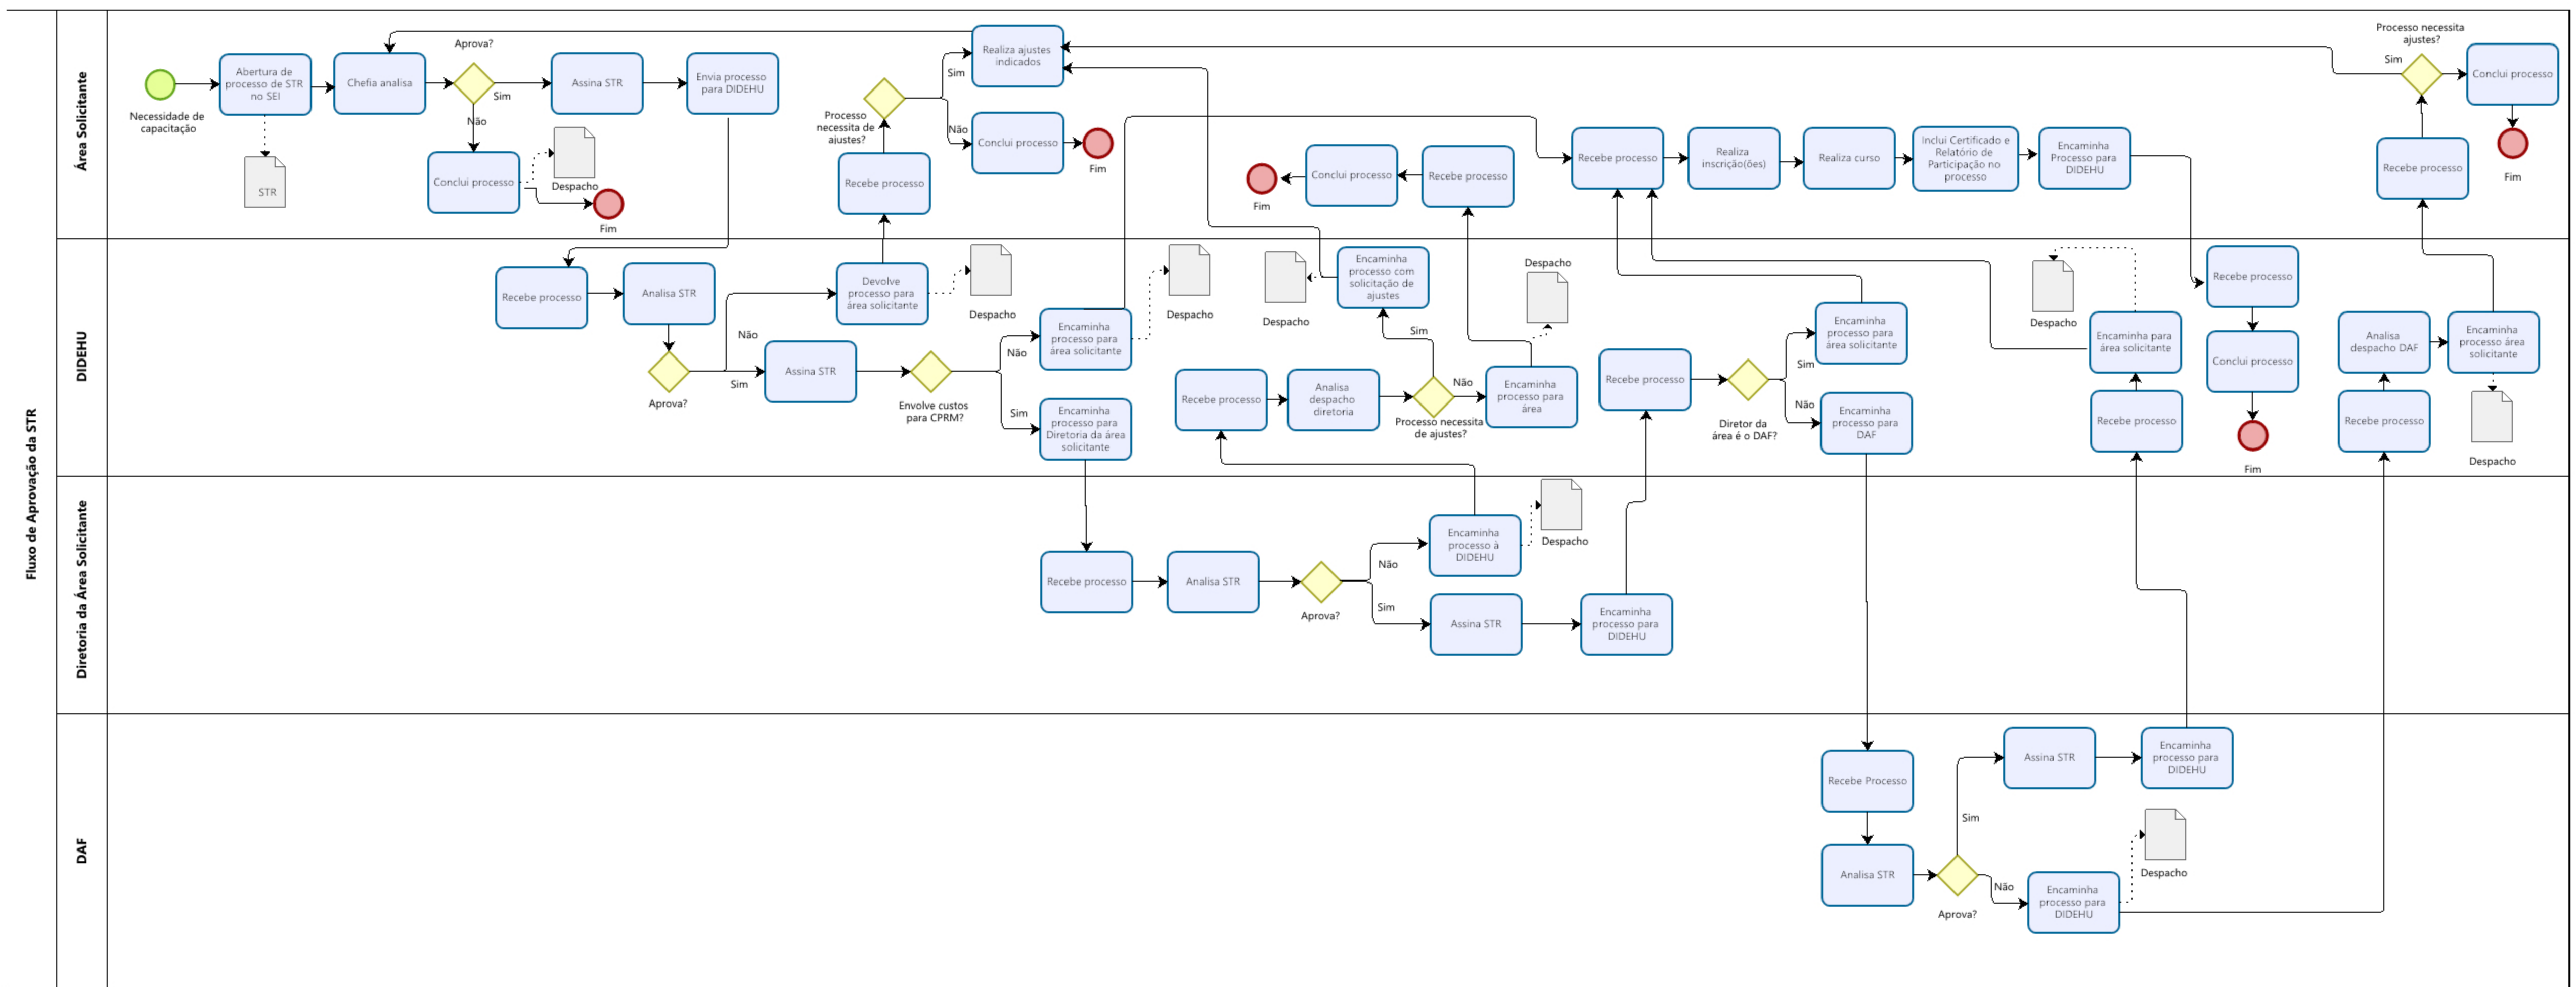 Fluxo de Aprovação da STR
Área Solicitante
Necessidade de
capacitação
Abertura de
processo de STR
no SEI
STR
Chefia analisa
Aprova?
Sim
Não
Conclui processo
Despacho
Fim
Assina STR
Envia processo
para DIDEHU
Processo
necessita de
ajustes?
Recebe processo
Sim
Não
Realiza ajustes
indicados
Conclui processo
Fim
Fim
Conclui processo
Recebe processo
Recebe processo
Realiza
inscrição(ões)
Realiza curso
Inclui Certificado e
Relatório de
Participação no
processo
Encaminha
Processo para
DIDEHU
Processo necessita
ajustes?
Sim
Conclui processo
Recebe processo
Fim
DIDEHU
Recebe processo
Analisa STR
Aprova?
Não
Sim
Devolve
processo para
área solicitante
Despacho
Assina STR
Envolve custos
para CPRM?
Não
Sim
Encaminha
processo para
área solicitante
Despacho
Encaminha
processo para
Diretoria da área
solicitante
Recebe processo
Analisa
despacho
diretoria
Processo necessita
de ajustes?
Sim
Não
Encaminha
processo com
solicitação de
ajustes
Despacho
Encaminha
processo para
área
Despacho
Recebe processo
Diretor da
área é o DAF?
Sim
Não
Encaminha
processo para
área solicitante
Encaminha
processo para
DAF
Despacho
Encaminha para
área solicitante
Recebe processo
Recebe processo
Conclui processo
Fim
Analisa
despacho DAF
Recebe processo
Encaminha
processo área
solicitante
Despacho
Diretoria da Área Solicitante
Recebe processo
Analisa STR
Aprova?
Não
Sim
Encaminha
processo à
DIDEHU
Despacho
Assina STR
Encaminha
processo para
DIDEHU
DAF
Recebe Processo
Analisa STR
Aprova?
Sim
Não
Assina STR
Encaminha
processo para
DIDEHU
Encaminha
processo para
DIDEHU
Despacho